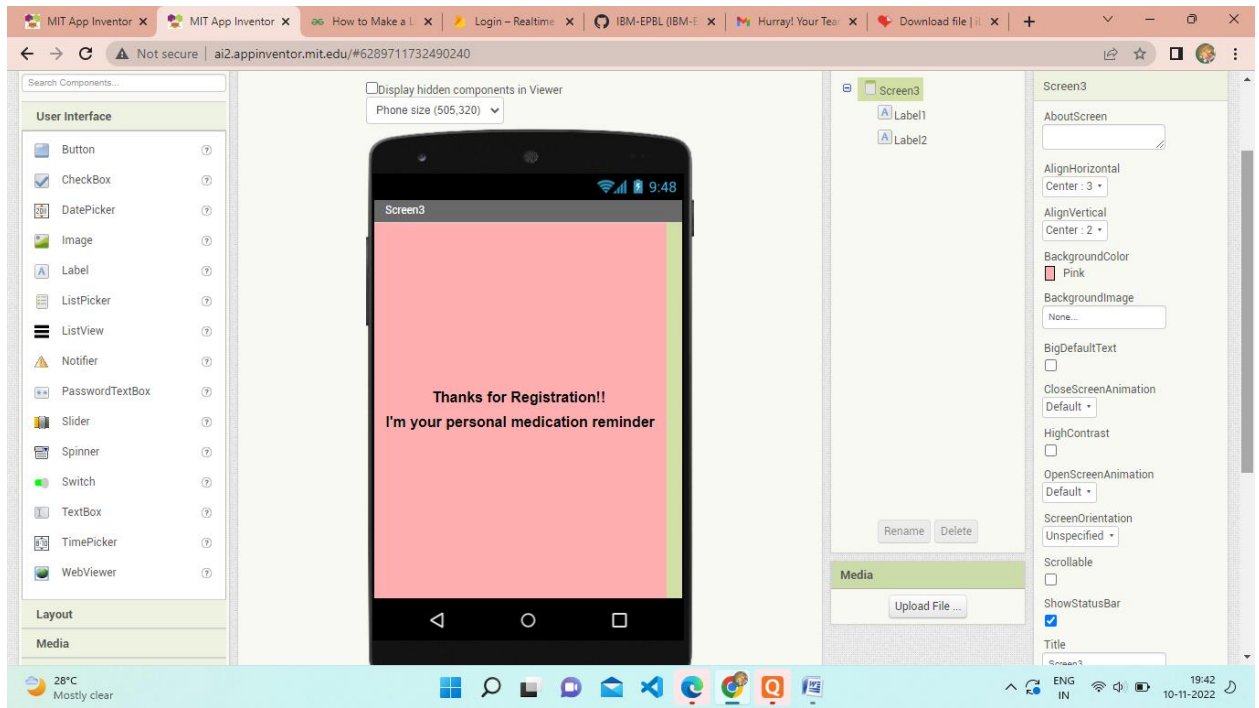 MIT App Inventor
MIT App Inventor
How to Make a L
Login – Realtime
IBM-EPBL (IBM-E
Hurray! Your Tea
Download file | iL
Not secure | ai2.appinventor.mit.edu/#6289711732490240
Search Components...
User Interface
Button
CheckBox
DatePicker
Image
Label
ListPicker
ListView
Notifier
PasswordTextBox
Slider
Spinner
Switch
TextBox
TimePicker
WebViewer
Layout
Media
Display hidden components in Viewer
Phone size (505,320)
9:48
Screen3
Thanks for Registration!!
I'm your personal medication reminder
Screen3
Label1
Label2
Rename Delete
Media
Upload File ...
Screen3
AboutScreen
AlignHorizontal
Center : 3
AlignVertical
Center : 2
BackgroundColor
Pink
BackgroundImage
None...
BigDefaultText
CloseScreenAnimation
Default
HighContrast
OpenScreenAnimation
Default
ScreenOrientation
Unspecified
Scrollable
ShowStatusBar
Title
Screen3
28°C
Mostly clear
ENG
IN
19:42
10-11-2022